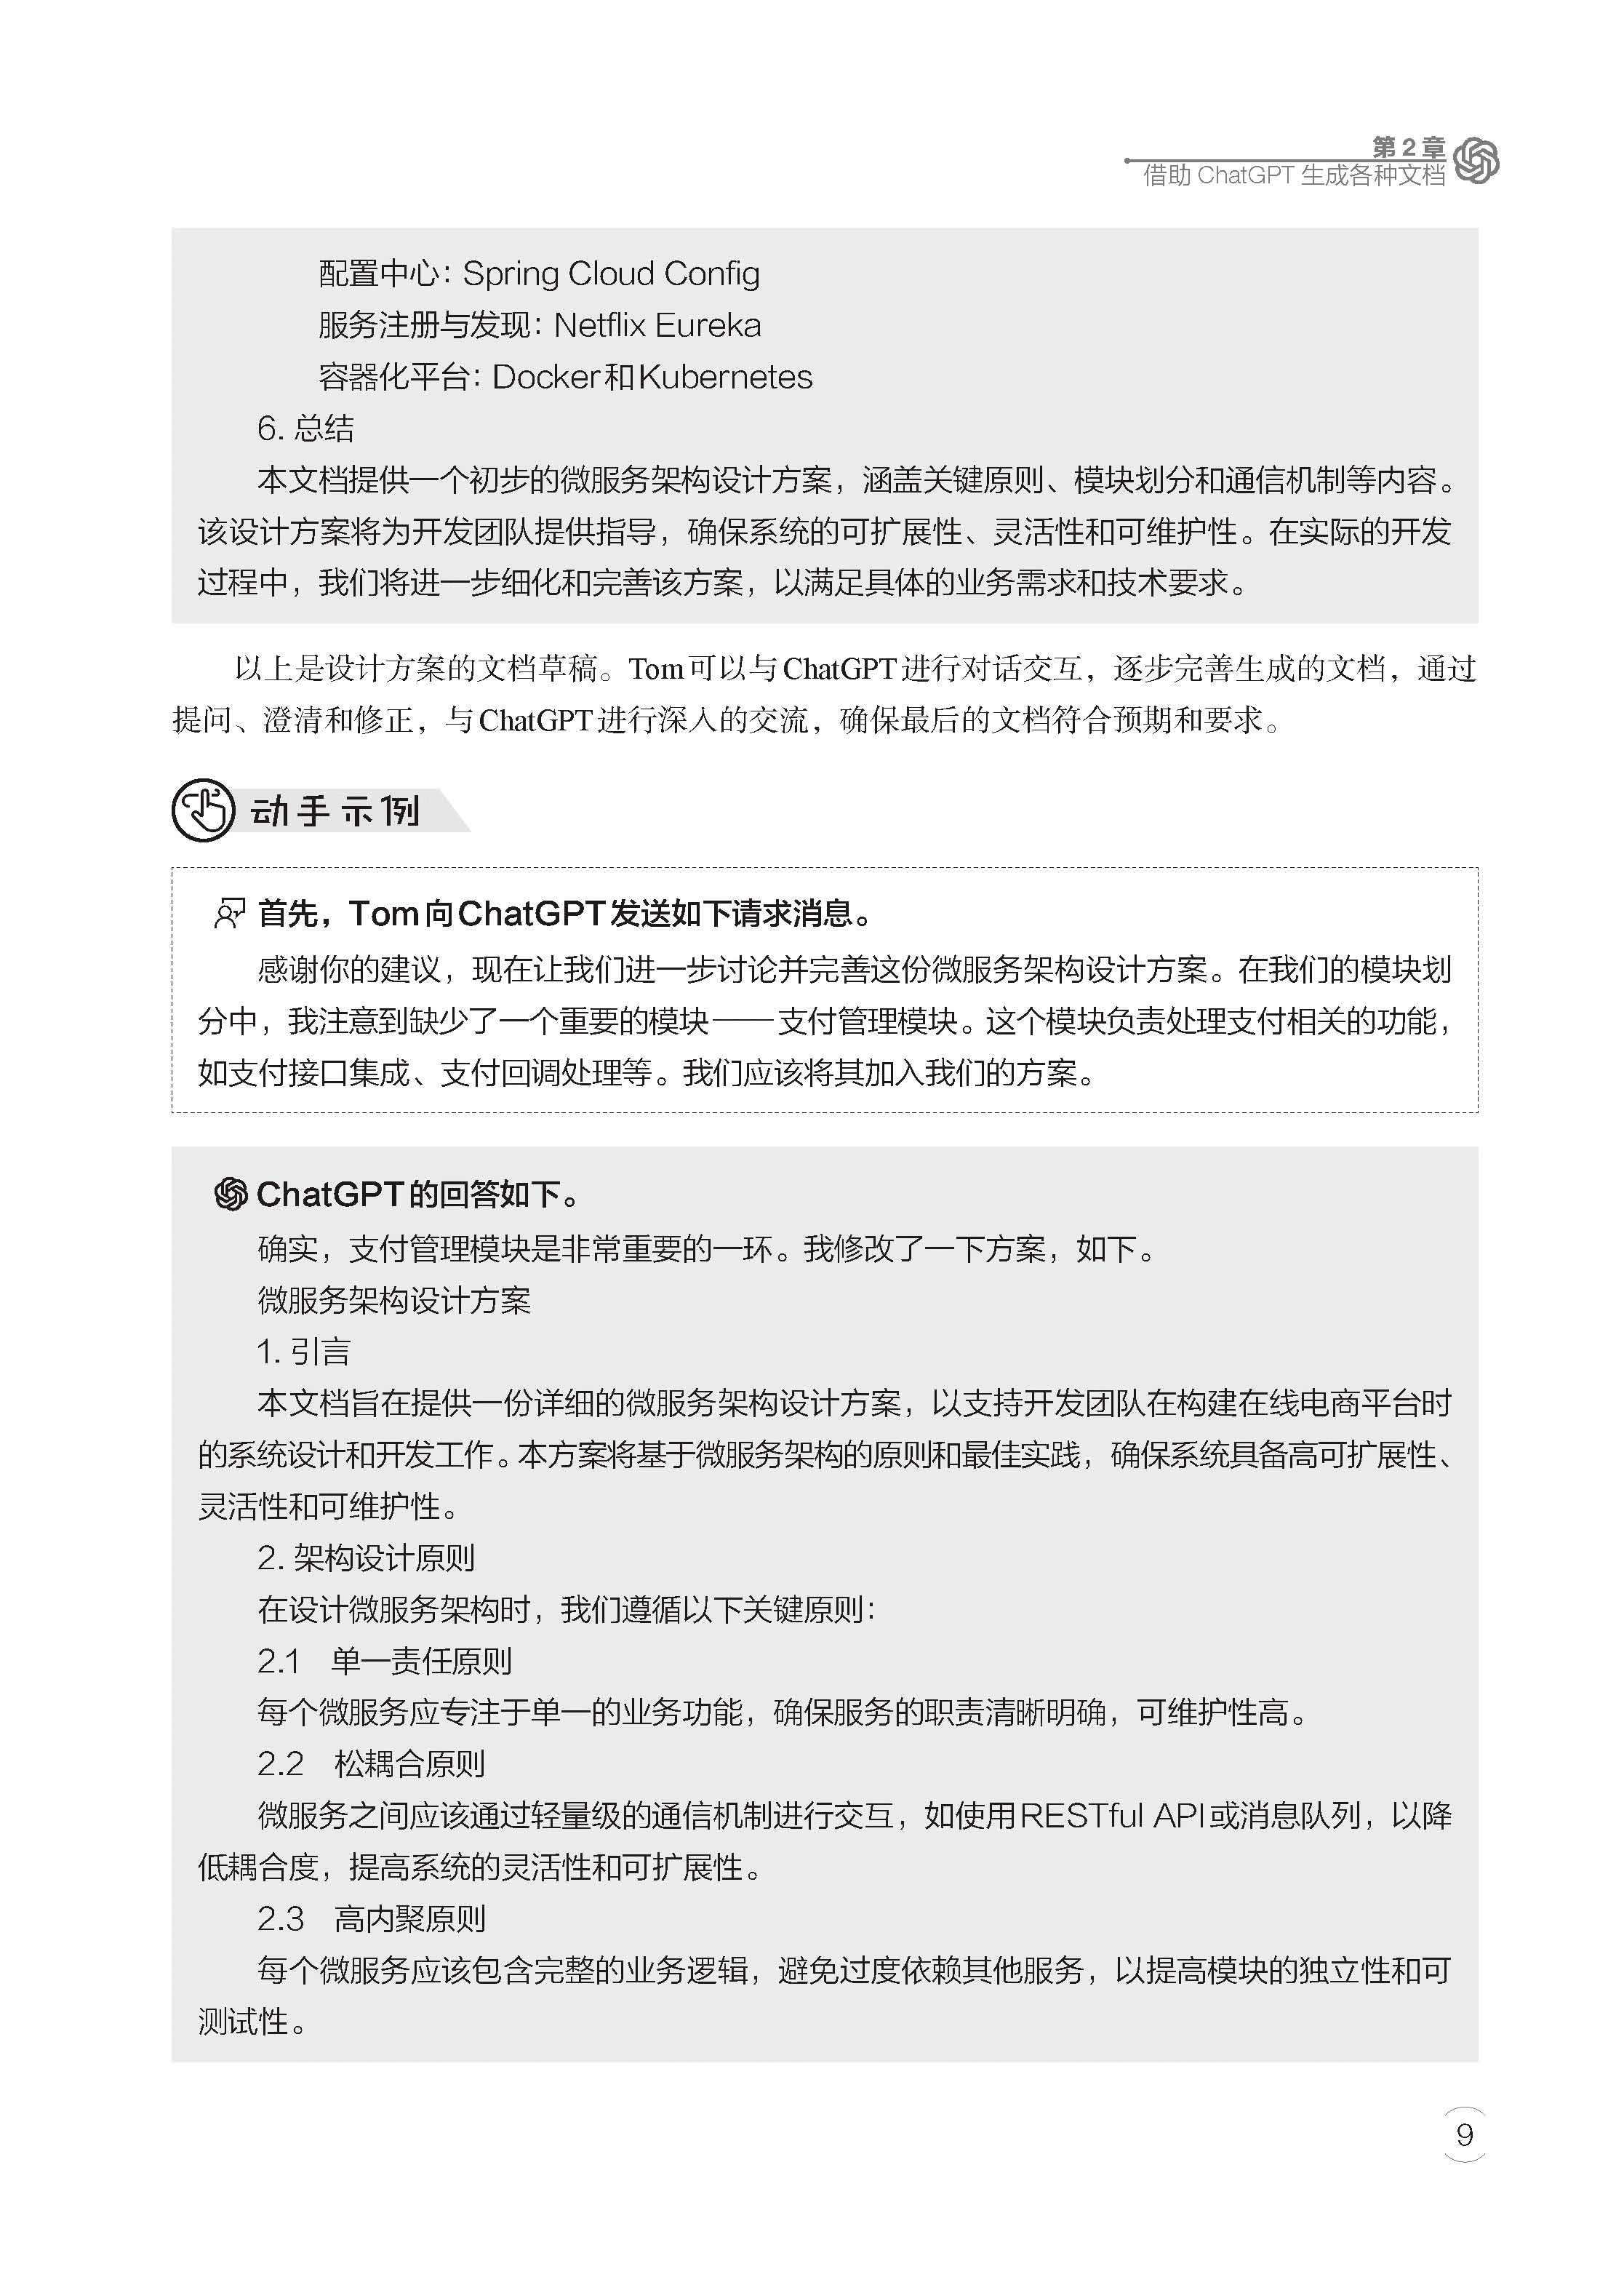 第2章
借助 ChatGPT 生成各种文档
配置中心：Spring Cloud Config
服务注册与发现：Netflix Eureka
容器化平台：Docker和Kubernetes
6. 总结
本文档提供一个初步的微服务架构设计方案，涵盖关键原则、模块划分和通信机制等内容。
该设计方案将为开发团队提供指导，确保系统的可扩展性、灵活性和可维护性。在实际的开发
过程中，我们将进一步细化和完善该方案，以满足具体的业务需求和技术要求。
以上是设计方案的文档草稿。Tom可以与ChatGPT进行对话交互，逐步完善生成的文档，通过
提问、澄清和修正，与ChatGPT进行深入的交流，确保最后的文档符合预期和要求。
动手示例
首先，Tom向ChatGPT发送如下请求消息。
感谢你的建议，现在让我们进一步讨论并完善这份微服务架构设计方案。在我们的模块划
分中，我注意到缺少了一个重要的模块——支付管理模块。这个模块负责处理支付相关的功能，
如支付接口集成、支付回调处理等。我们应该将其加入我们的方案。
ChatGPT的回答如下。
确实，支付管理模块是非常重要的一环。我修改了一下方案，如下。
微服务架构设计方案
1. 引言
本文档旨在提供一份详细的微服务架构设计方案，以支持开发团队在构建在线电商平台时
的系统设计和开发工作。本方案将基于微服务架构的原则和最佳实践，确保系统具备高可扩展性、
灵活性和可维护性。
2. 架构设计原则
在设计微服务架构时，我们遵循以下关键原则：
2.1 单一责任原则
每个微服务应专注于单一的业务功能，确保服务的职责清晰明确，可维护性高。
2.2 松耦合原则
微服务之间应该通过轻量级的通信机制进行交互，如使用RESTful API或消息队列，以降
低耦合度，提高系统的灵活性和可扩展性。
2.3 高内聚原则
每个微服务应该包含完整的业务逻辑，避免过度依赖其他服务，以提高模块的独立性和可
测试性。
9